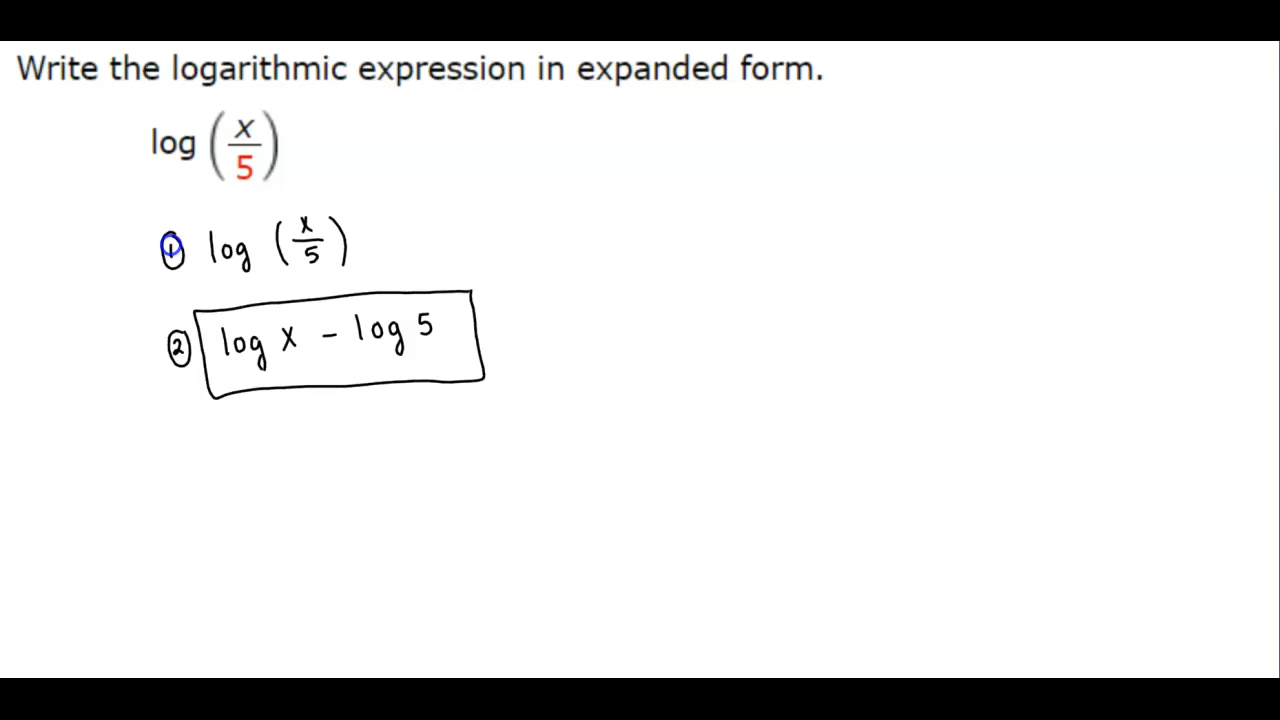 Write the logarithmic expression in expanded form.
log (x/5)
① log (x/5)
② log x - log 5